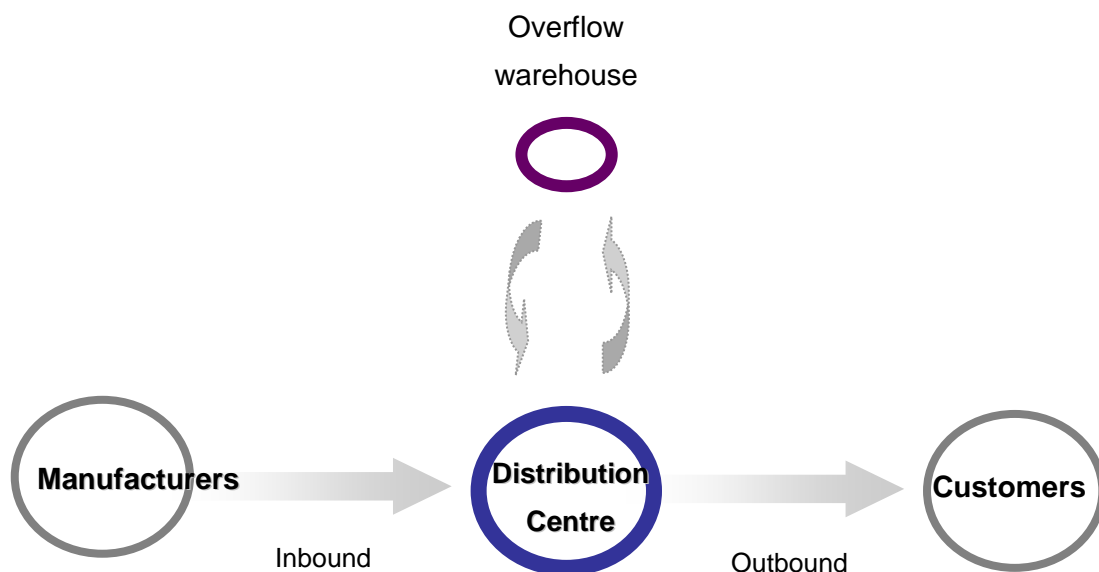 Overflow
warehouse
Manufacturers
Distribution
Centre
Customers
Inbound
Outbound